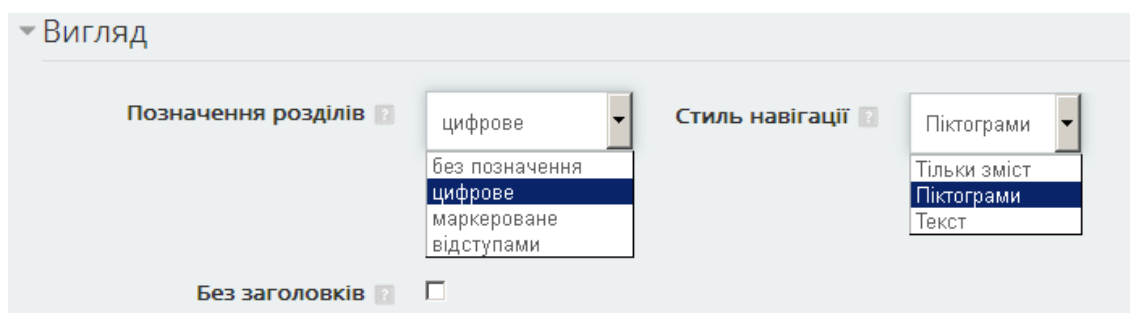 Вигляд
Позначення розділів ? цифрове Стиль навігації ? Піктограми
без позначення Тільки зміст
цифрове Піктограми
маркероване Текст
відступами
Без заголовків ?